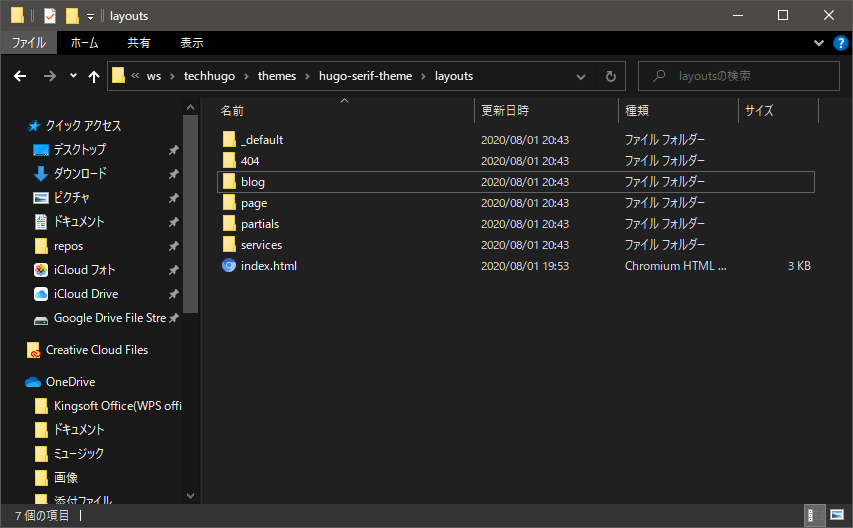 layouts
ファイル ホーム 共有 表示
« ws › techhugo › themes › hugo-serif-theme › layouts layoutsの検索
名前 更新日時 種類 サイズ
クイック アクセス
デスクトップ
ダウンロード
ピクチャ
ドキュメント
repos
iCloud フォト
iCloud Drive
Google Drive File Stre
Creative Cloud Files
OneDrive
Kingsoft Office(WPS offi
ドキュメント
ミュージック
画像
添付ファイル
_default 2020/08/01 20:43 ファイル フォルダー
404 2020/08/01 20:43 ファイル フォルダー
blog 2020/08/01 20:43 ファイル フォルダー
page 2020/08/01 20:43 ファイル フォルダー
partials 2020/08/01 20:43 ファイル フォルダー
services 2020/08/01 20:43 ファイル フォルダー
index.html 2020/08/01 19:53 Chromium HTML ... 3 KB
7 個の項目